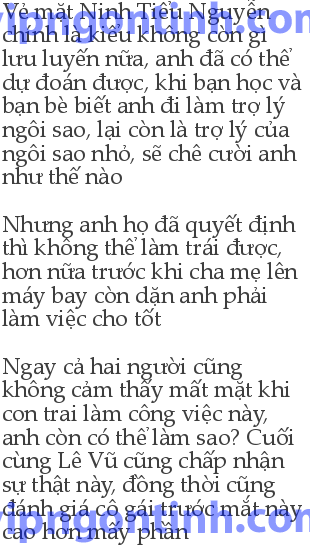 Vẻ mặt Ninh Tiểu Nguyễn
chính là kiểu không còn gì
lưu luyến nữa, anh đã có thể
dự đoán được, khi bạn học và
bạn bè biết anh đi làm trợ lý
ngôi sao, lại còn là trợ lý của
ngôi sao nhỏ, sẽ chê cười anh
như thế nào
Nhưng anh họ đã quyết định
thì không thể làm trái được,
hơn nữa trước khi cha mẹ lên
máy bay còn dặn anh phải
làm việc cho tốt
Ngay cả hai người cũng
không cảm thấy mất mặt khi
con trai làm công việc này,
anh còn có thể làm sao? Cuối
cùng Lê Vũ cũng chấp nhận
sự thật này, đồng thời cũng
đánh giá cô gái trước mắt này
cao hơn mấy phần
vipngontinh.com